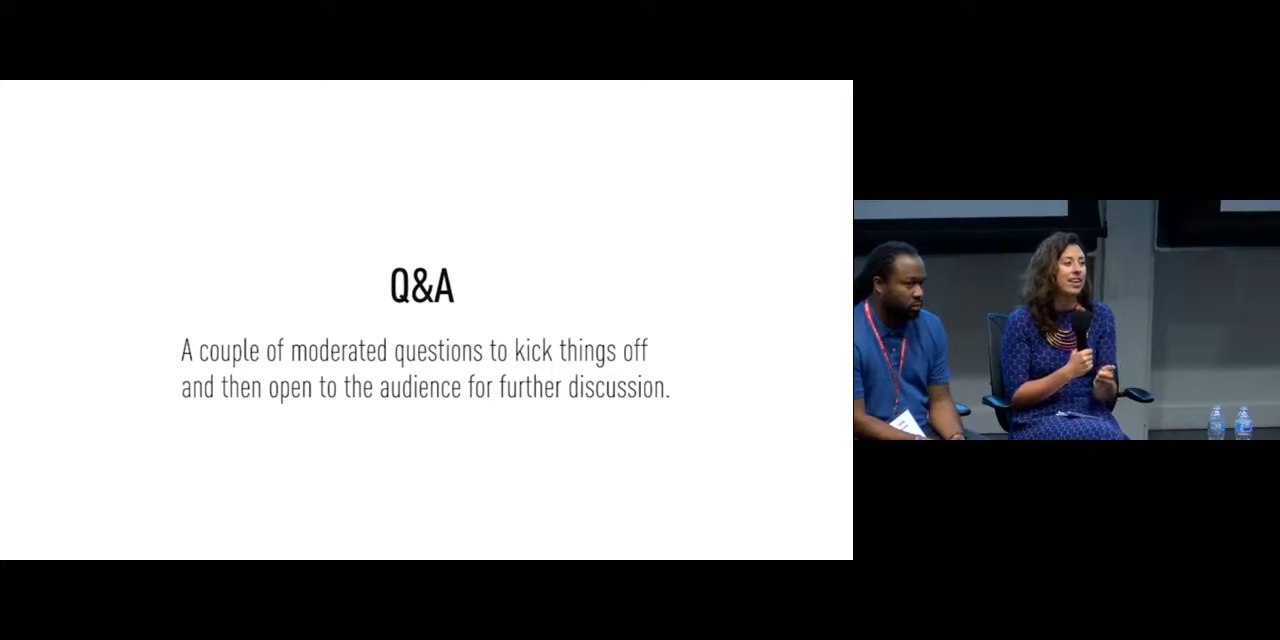 Q&A
A couple of moderated questions to kick things off
and then open to the audience for further discussion.